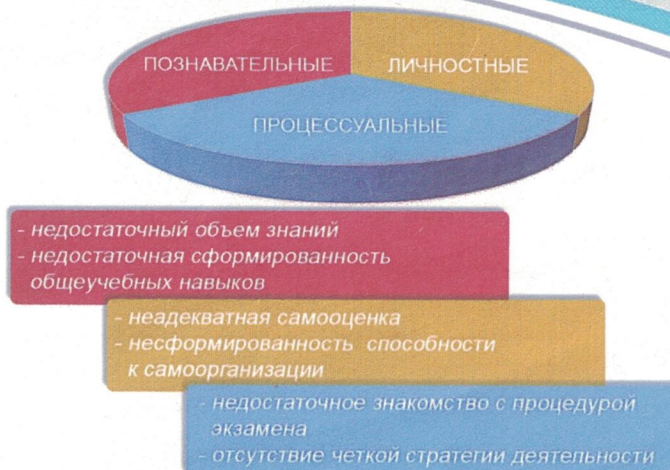 ПОЗНАВАТЕЛЬНЫЕ ЛИЧНОСТНЫЕ
ПРОЦЕССУАЛЬНЫЕ
- недостаточный объем знаний
- недостаточная сформированность
общеучебных навыков
- неадекватная самооценка
- несформированность способности
к самоорганизации
- недостаточное знакомство с процедурой
экзамена
- отсутствие четкой стратегии деятельности